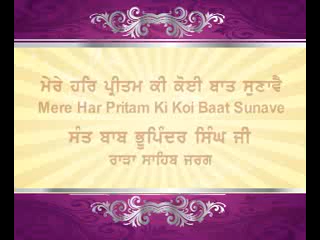 ਮੇਰੇ ਹਰਿ ਪ੍ਰੀਤਮ ਕੀ ਕੋਈ ਬਾਤ ਸੁਣਾਵੈ
Mere Har Pritam Ki Koi Baat Sunave
ਸੰਤ ਬਾਬ ਭੂਪਿੰਦਰ ਸਿੰਘ ਜੀ
ਰਾੜਾ ਸਾਹਿਬ ਜਰਗ